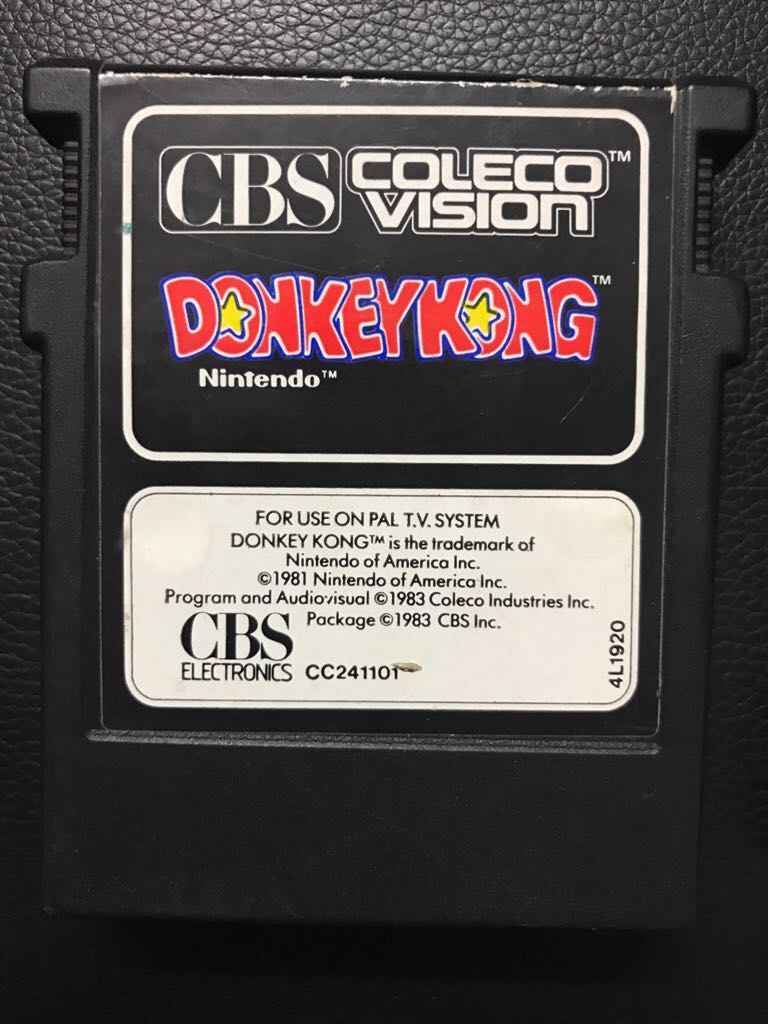 CBS COLECO VISION™
DONKEY KONG™
Nintendo™
FOR USE ON PAL T.V. SYSTEM
DONKEY KONG™ is the trademark of
Nintendo of America Inc.
©1981 Nintendo of America Inc.
Program and Audiovisual ©1983 Coleco Industries Inc.
Package ©1983 CBS Inc.
CBS
ELECTRONICS CC241101
4L1920